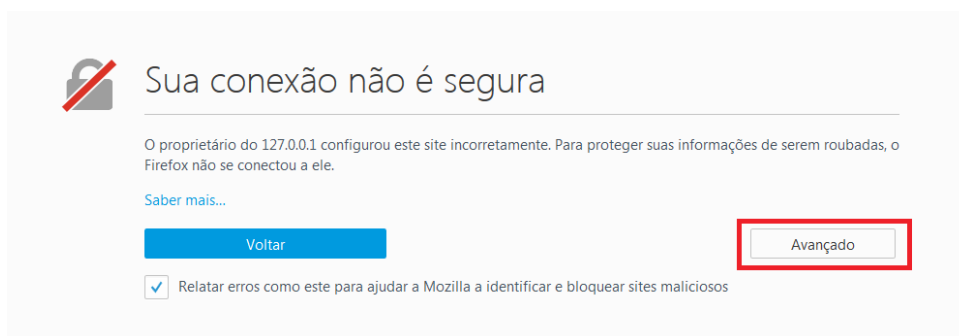 Sua conexão não é segura
O proprietário do 127.0.0.1 configurou este site incorretamente. Para proteger suas informações de serem roubadas, o
Firefox não se conectou a ele.
Saber mais...
Voltar
Avançado
Relatar erros como este para ajudar a Mozilla a identificar e bloquear sites maliciosos